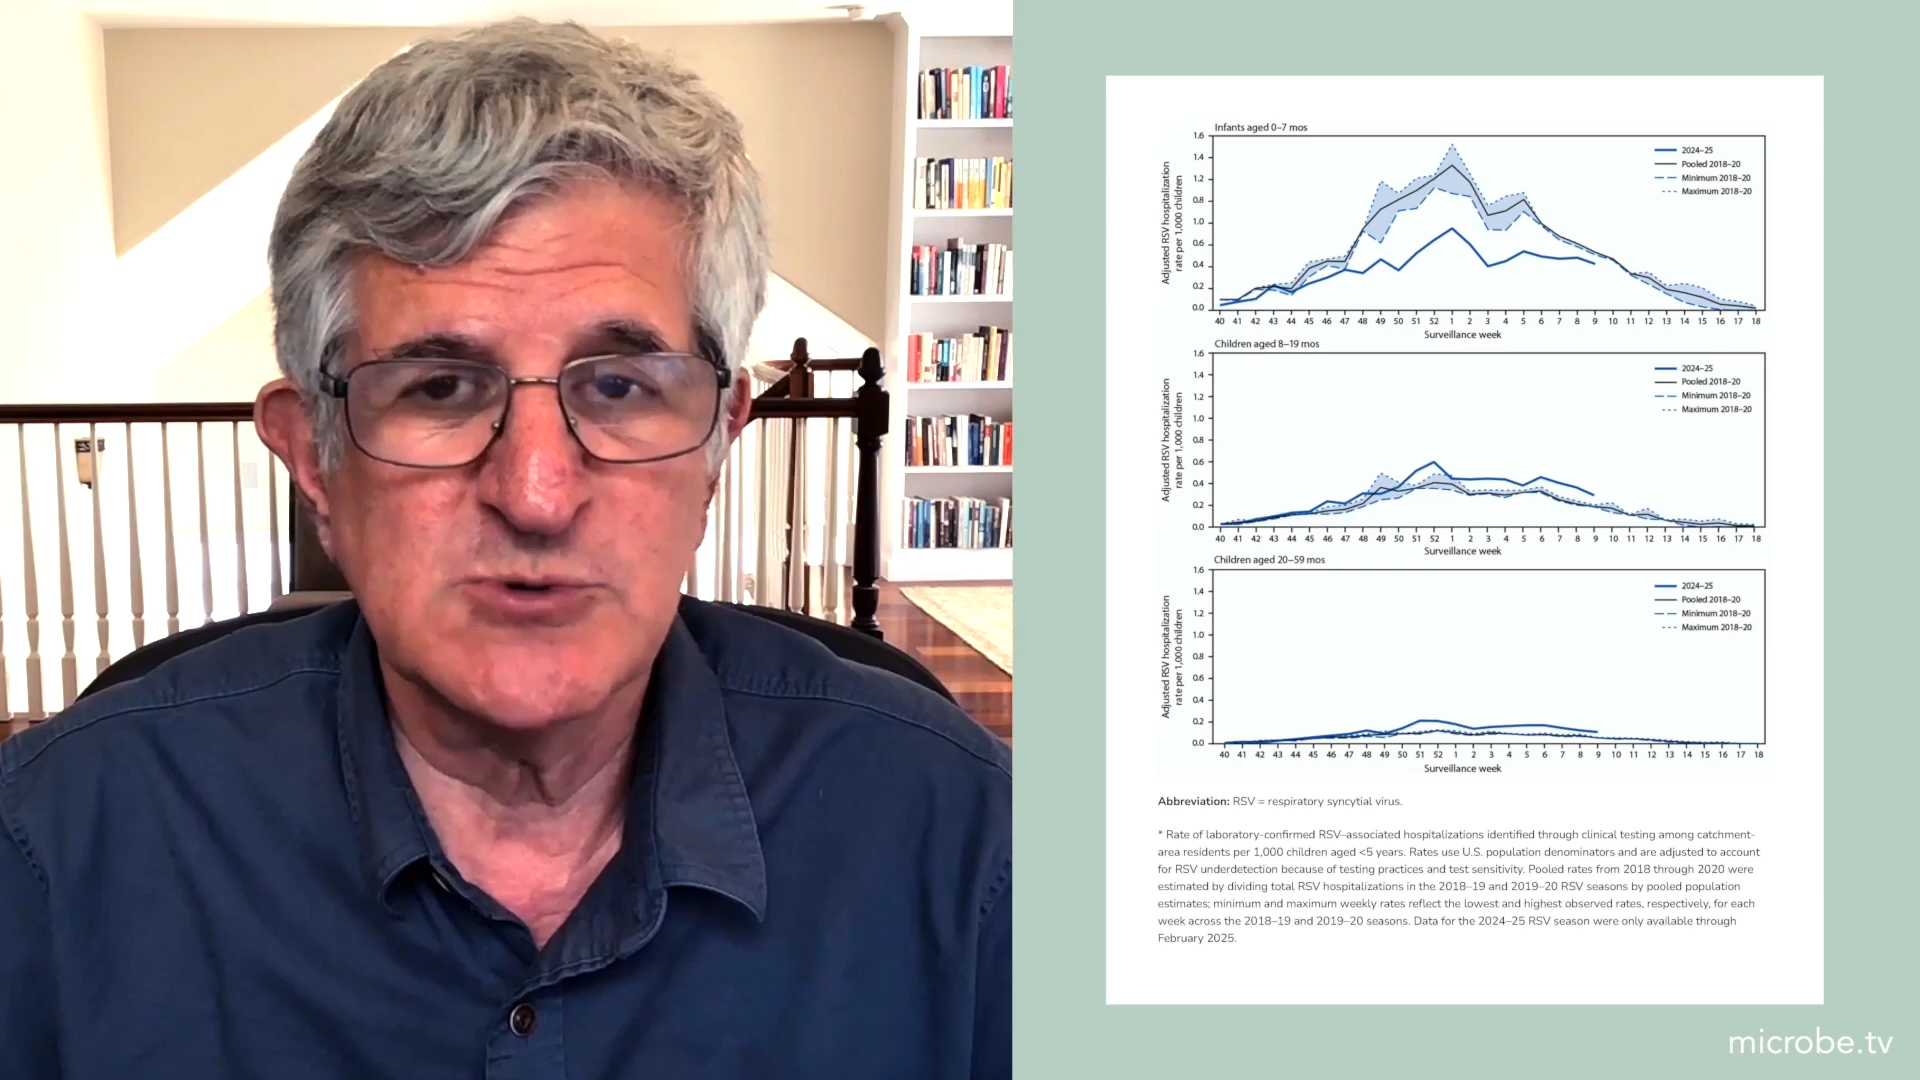 Infants aged 0–7 mos
1.6
1.4
1.2
0.8
1.0
0.6
0.4
0.2
0.0
Adjusted RSV hospitalization
rate per 1,000 children
2024–25
Pooled 2018–20
Minimum 2018–20
Maximum 2018–20
40 41 42 43 44 45 46 47 48 49 50 51 52 1 2 3 4 5 6 7 8 9 10 11 12 13 14 15 16 17 18
Surveillance week
Children aged 8–19 mos
1.6
1.4
1.2
1.0
0.8
0.6
0.4
0.2
0.0
Adjusted RSV hospitalization
rate per 1,000 children
2024–25
Pooled 2018–20
Minimum 2018–20
Maximum 2018–20
40 41 42 43 44 45 46 47 48 49 50 51 52 1 2 3 4 5 6 7 8 9 10 11 12 13 14 15 16 17 18
Surveillance week
Children aged 20–59 mos
1.6
1.4
1.2
1.0
0.8
0.6
0.4
0.2
0.0
Adjusted RSV hospitalization
rate per 1,000 children
2024–25
Pooled 2018–20
Minimum 2018–20
Maximum 2018–20
40 41 42 43 44 45 46 47 48 49 50 51 52 1 2 3 4 5 6 7 8 9 10 11 12 13 14 15 16 17 18
Surveillance week
Abbreviation: RSV = respiratory syncytial virus.
* Rate of laboratory-confirmed RSV–associated hospitalizations identified through clinical testing among catchment-
area residents per 1,000 children aged <5 years. Rates use U.S. population denominators and are adjusted to account
for RSV underdetection because of testing practices and test sensitivity. Pooled rates from 2018 through 2020 were
estimated by dividing total RSV hospitalizations in the 2018–19 and 2019–20 RSV seasons by pooled population
estimates; minimum and maximum weekly rates reflect the lowest and highest observed rates, respectively, for each
week across the 2018–19 and 2019–20 seasons. Data for the 2024–25 RSV season were only available through
February 2025.
microbe.tv